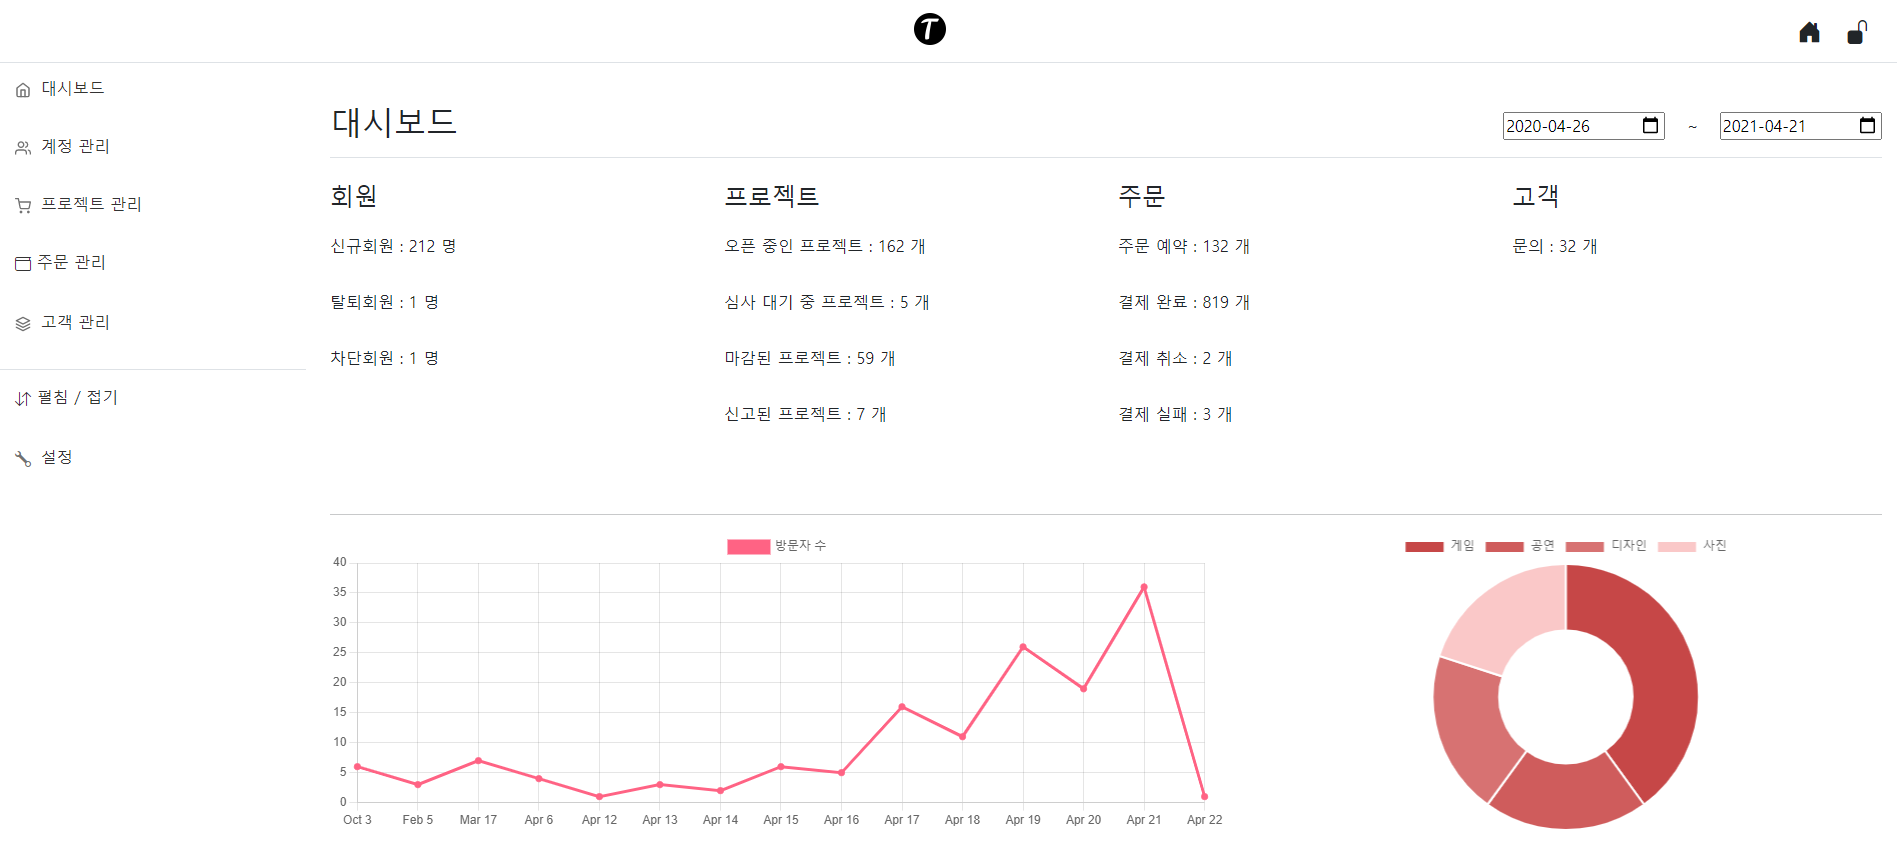 T
대시보드
계정 관리
프로젝트 관리
주문 관리
고객 관리
펼침 / 접기
설정
대시보드
2020-04-26 ~ 2021-04-21
회원
신규회원 : 212 명
탈퇴회원 : 1 명
차단회원 : 1 명
프로젝트
오픈 중인 프로젝트 : 162 개
심사 대기 중 프로젝트 : 5 개
마감된 프로젝트 : 59 개
신고된 프로젝트 : 7 개
주문
주문 예약 : 132 개
결제 완료 : 819 개
결제 취소 : 2 개
결제 실패 : 3 개
고객
문의 : 32 개
방문자 수
40
35
30
25
20
15
10
5
0
Oct 3 Feb 5 Mar 17 Apr 6 Apr 12 Apr 13 Apr 14 Apr 15 Apr 16 Apr 17 Apr 18 Apr 19 Apr 20 Apr 21 Apr 22
게임 공연 디자인 사진